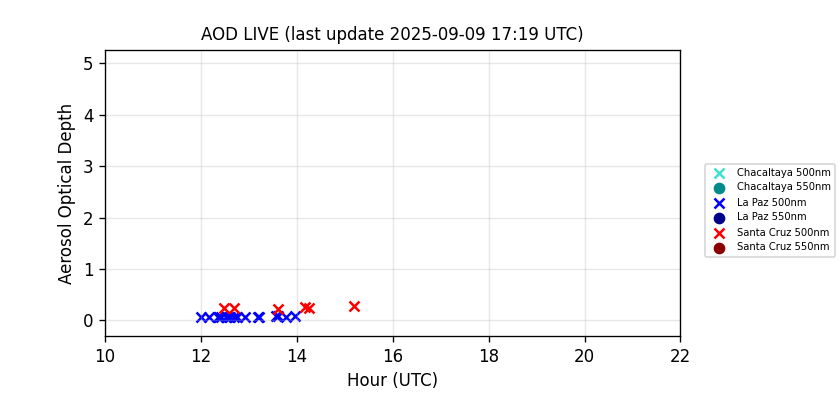 AOD LIVE (last update 2025-09-09 17:19 UTC)
5
4
3
2
1
0
Aerosol Optical Depth
10 12 14 16 18 20 22
Hour (UTC)
Chacaltaya 500nm
Chacaltaya 550nm
La Paz 500nm
La Paz 550nm
Santa Cruz 500nm
Santa Cruz 550nm